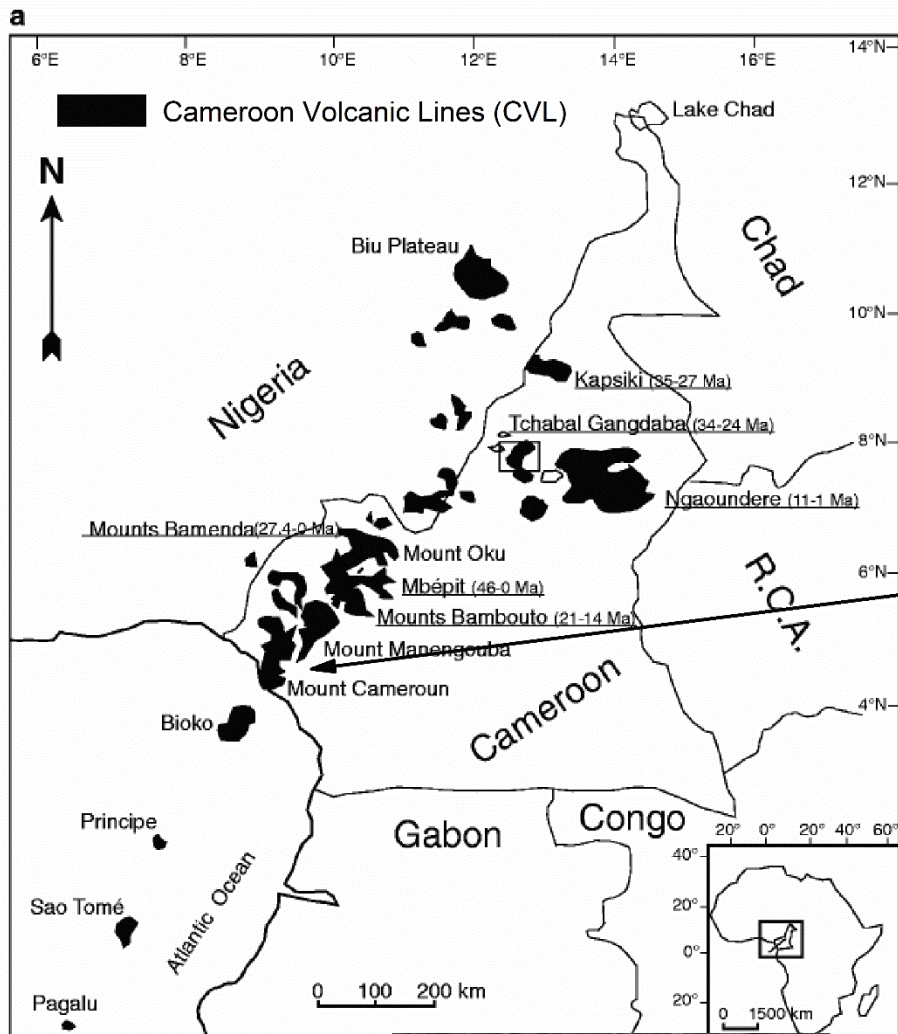 a
6°E 8°E 10°E 12°E 14°E 16°E 14°N
Cameroon Volcanic Lines (CVL)
Lake Chad
N
12°N
Chad
Biu Plateau
10°N
Nigeria
Kapsiki (35-27 Ma)
Tchabal Gangdaba (34-24 Ma)
8°N
Ngaoundere (11-1 Ma)
Mounts Bamenda(27.4-0 Ma)
Mount Oku
6°N
Mbépit (46-0 Ma)
R.C.A.
Mounts Bambouto (21-14 Ma)
Mount Manengouba
Mount Cameroun
Cameroon
4°N
Bioko
Principe
Gabon
Congo
20° 0° 20° 40° 60°
40°
Sao Tomé
Atlantic Ocean
20°
0°
Pagalu
0 100 200 km
20°
0 1500 km